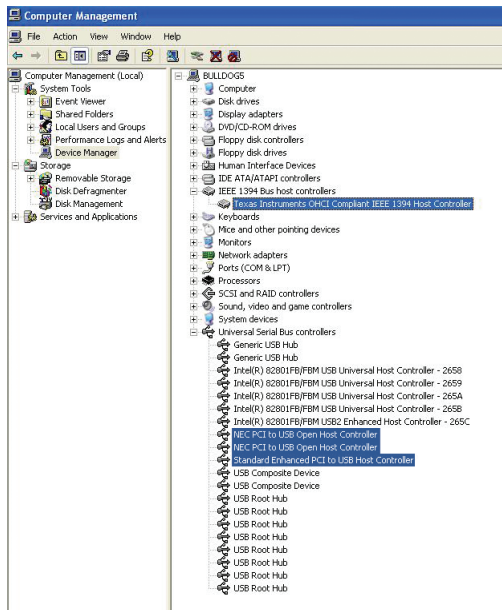 Computer Management
File Action View Window Help
Computer Management (Local)
System Tools
Event Viewer
Shared Folders
Local Users and Groups
Performance Logs and Alerts
Device Manager
Storage
Removable Storage
Disk Defragmenter
Disk Management
Services and Applications
BULLDOG5
Computer
Disk drives
Display adapters
DVD/CD-ROM drives
Floppy disk controllers
Floppy disk drives
Human Interface Devices
IDE ATA/ATAPI controllers
IEEE 1394 Bus host controllers
Texas Instruments OHCI Compliant IEEE 1394 Host Controller
Keyboards
Mice and other pointing devices
Monitors
Network adapters
Ports (COM & LPT)
Processors
SCSI and RAID controllers
Sound, video and game controllers
System devices
Universal Serial Bus controllers
Generic USB Hub
Generic USB Hub
Intel(R) 82801FB/FBM USB Universal Host Controller - 2658
Intel(R) 82801FB/FBM USB Universal Host Controller - 2659
Intel(R) 82801FB/FBM USB Universal Host Controller - 265A
Intel(R) 82801FB/FBM USB Universal Host Controller - 265B
Intel(R) 82801FB/FBM USB2 Enhanced Host Controller - 265C
NEC PCI to USB Open Host Controller
NEC PCI to USB Open Host Controller
Standard Enhanced PCI to USB Host Controller
USB Composite Device
USB Composite Device
USB Root Hub
USB Root Hub
USB Root Hub
USB Root Hub
USB Root Hub
USB Root Hub
USB Root Hub
USB Root Hub